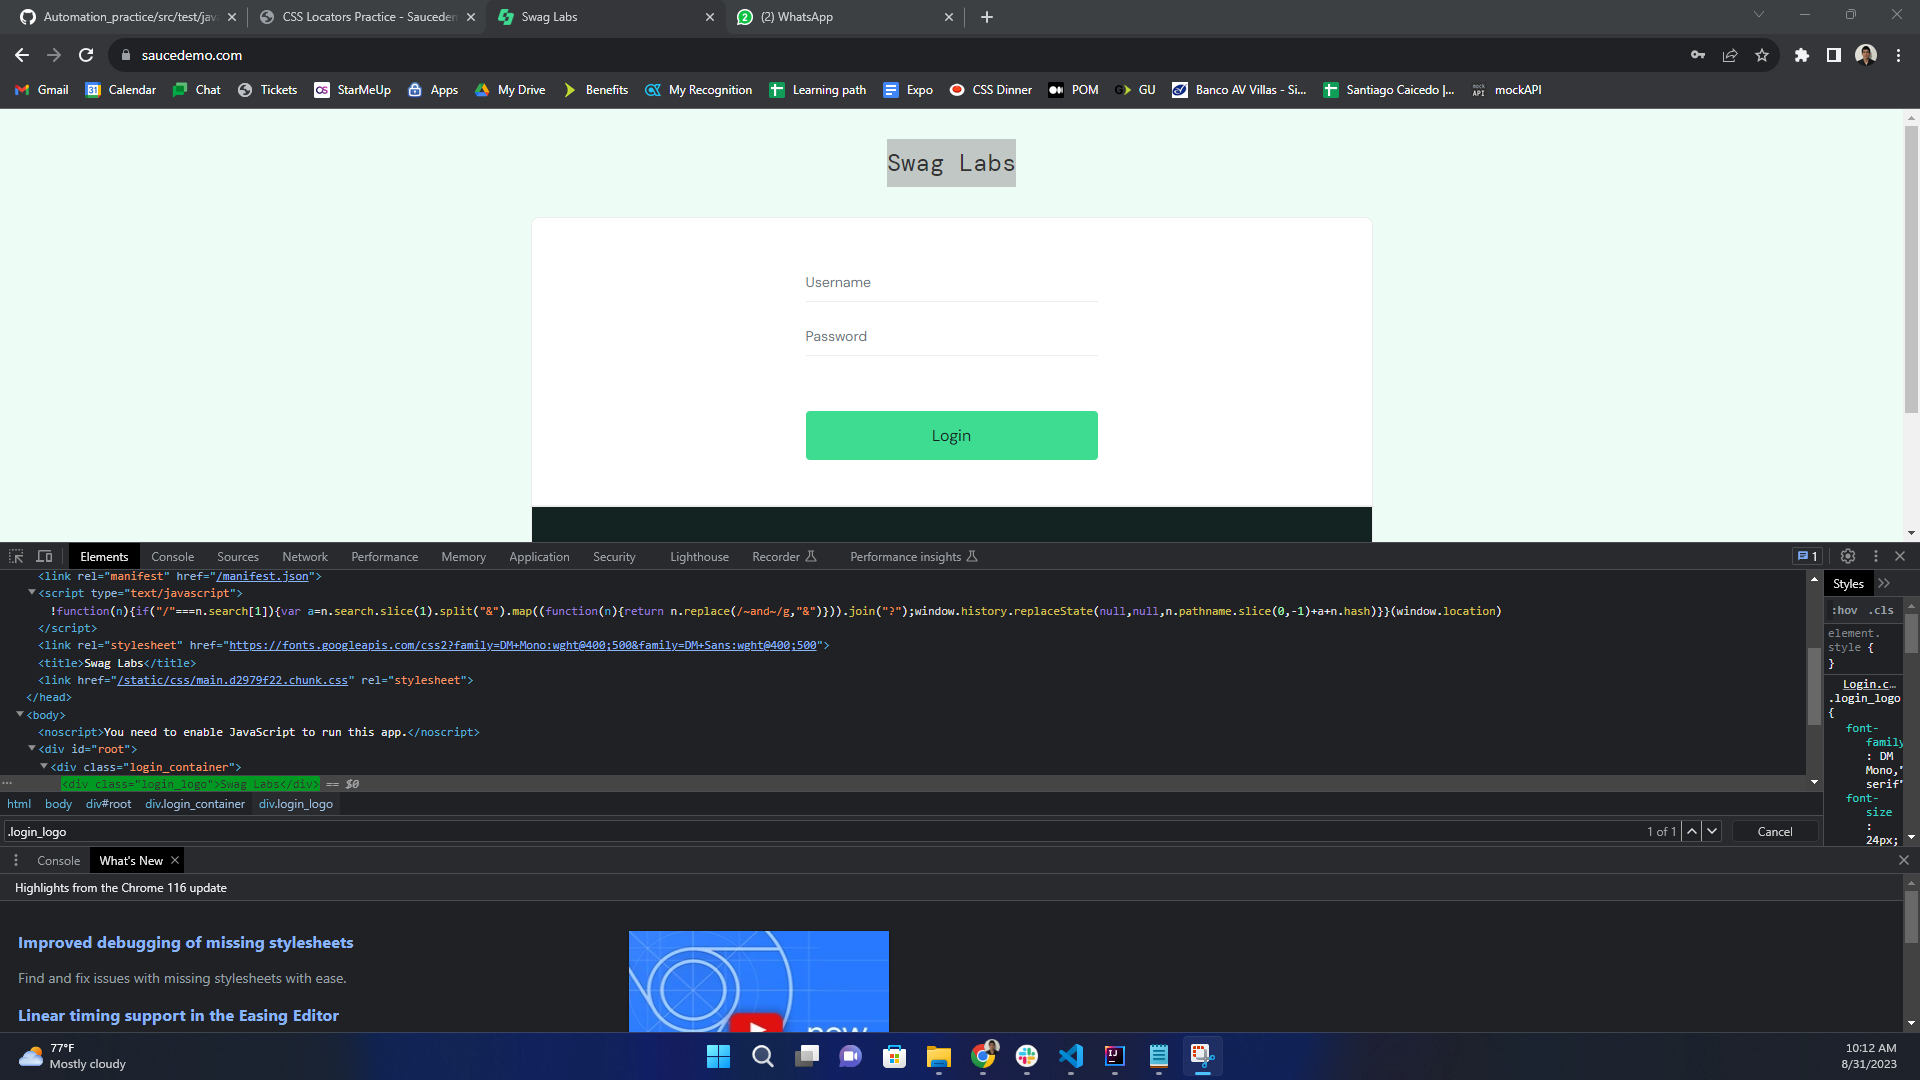 Automation_practice/src/test/java
CSS Locators Practice - Saucedem
Swag Labs
(2) WhatsApp
saucedemo.com
Gmail
Calendar
Chat
Tickets
StarMeUp
Apps
My Drive
Benefits
My Recognition
Learning path
Expo
CSS Dinner
POM
GU
Banco AV Villas - Si...
Santiago Caicedo |...
mockAPI
Swag Labs
Username
Password
Login
Elements
Console
Sources
Network
Performance
Memory
Application
Security
Lighthouse
Recorder
Performance insights
1
<link rel="manifest" href="/manifest.json">
<script type="text/javascript">
!function(n){if("/"===n.search[1]){var a=n.search.slice(1).split("&").map((function(n){return n.replace(/~and~/g,"&")})).join("?");window.history.replaceState(null,null,n.pathname.slice(0,-1)+a+n.hash)}}(window.location)
</script>
<link rel="stylesheet" href="https://fonts.googleapis.com/css2?family=DM+Mono:wght@400;500&family=DM+Sans:wght@400;500">
<title>Swag Labs</title>
<link href="/static/css/main.d2979f22.chunk.css" rel="stylesheet">
</head>
<body>
<noscript>You need to enable JavaScript to run this app.</noscript>
<div id="root">
<div class="login_container">
<div class="login_logo">Swag Labs</div> == $0
html body div#root div.login_container div.login_logo
.login_logo
1 of 1
Cancel
Styles
:hov .cls
element.
style {
}
Login.c…
.login_logo
{
font-
family
: DM
Mono,"
serif"
font-
size
:
24px;
Console
What's New
Highlights from the Chrome 116 update
Improved debugging of missing stylesheets
Find and fix issues with missing stylesheets with ease.
Linear timing support in the Easing Editor
new
77°F
Mostly cloudy
10:12 AM
8/31/2023